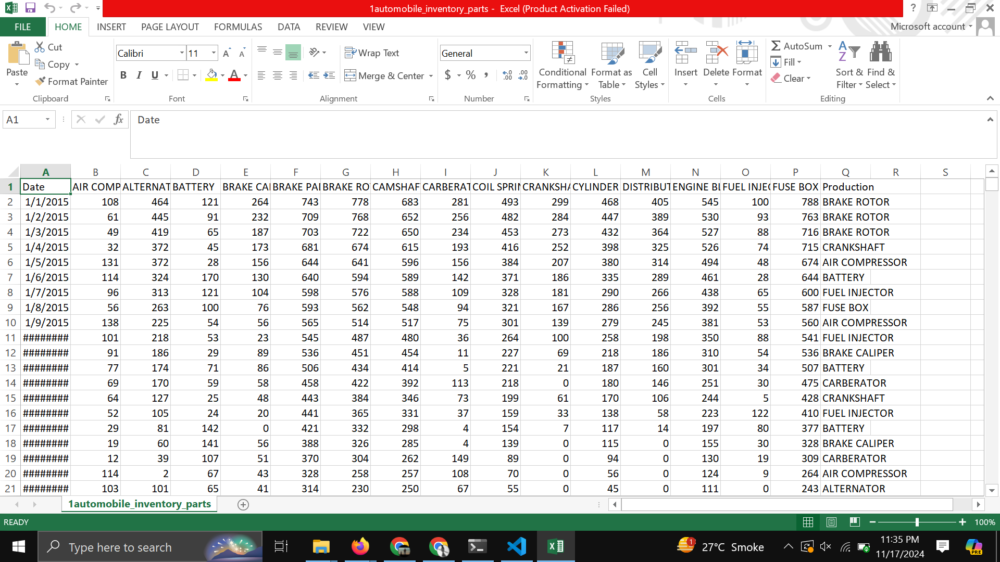 1automobile_inventory_parts - Excel (Product Activation Failed)
?
FILE HOME INSERT PAGE LAYOUT FORMULAS DATA REVIEW VIEW Microsoft account
Paste Cut
Copy
Format Painter
Clipboard
Calibri 11 A A
B I U A
Font
Wrap Text
Merge & Center
Alignment
General
$ % , .00 .00
Number
Conditional Formatting Format as Table Cell Styles
Styles
Insert Delete Format
Cells
AutoSum
Fill
Clear
Sort & Filter Find & Select
Editing
A1 fx Date
A B C D E F G H I J K L M N O P Q R S
1 Date AIR COMP ALTERNAT BATTERY BRAKE CAI BRAKE PAI BRAKE RO CAMSHAF CARBERAT COIL SPRIN CRANKSHA CYLINDER DISTRIBUT ENGINE BL FUEL INJEC FUSE BOX Production
2 1/1/2015 108 464 121 264 743 778 683 281 493 299 468 405 545 100 788 BRAKE ROTOR
3 1/2/2015 61 445 91 232 709 768 652 256 482 284 447 389 530 93 763 BRAKE ROTOR
4 1/3/2015 49 419 65 187 703 722 650 234 453 273 432 364 527 88 716 BRAKE ROTOR
5 1/4/2015 32 372 45 173 681 674 615 193 416 252 398 325 526 74 715 CRANKSHAFT
6 1/5/2015 131 372 28 156 644 641 596 156 384 207 380 314 494 48 674 AIR COMPRESSOR
7 1/6/2015 114 324 170 130 640 594 589 142 371 186 335 289 461 28 644 BATTERY
8 1/7/2015 96 313 121 104 598 576 588 109 328 181 290 266 438 65 600 FUEL INJECTOR
9 1/8/2015 56 263 100 76 593 562 548 94 321 167 286 256 392 55 587 FUSE BOX
10 1/9/2015 138 225 54 56 565 514 517 75 301 139 279 245 381 53 560 AIR COMPRESSOR
11 ######## 101 218 53 23 545 487 480 36 264 100 258 198 350 88 541 FUEL INJECTOR
12 ######## 91 186 29 89 536 451 454 11 227 69 218 186 310 54 536 BRAKE CALIPER
13 ######## 77 174 71 86 506 434 414 5 221 21 187 160 301 34 507 BATTERY
14 ######## 69 170 59 58 458 422 392 113 218 0 180 146 251 30 475 CARBERATOR
15 ######## 64 127 25 48 443 384 346 73 199 61 170 106 244 5 428 CRANKSHAFT
16 ######## 52 105 24 20 441 365 331 37 159 33 138 58 223 122 410 FUEL INJECTOR
17 ######## 29 81 142 0 421 332 298 4 154 7 117 14 197 80 377 BATTERY
18 ######## 19 60 141 56 388 326 285 4 139 0 115 0 155 30 328 BRAKE CALIPER
19 ######## 12 39 107 51 370 304 262 149 89 0 94 0 130 19 309 CARBERATOR
20 ######## 114 2 67 43 328 258 257 108 70 0 56 0 124 9 264 AIR COMPRESSOR
21 ######## 103 101 65 41 314 230 250 67 55 0 45 0 111 0 243 ALTERNATOR
1automobile_inventory_parts
READY 100%
Type here to search 1 27°C Smoke 11:35 PM
11/17/2024
PRE